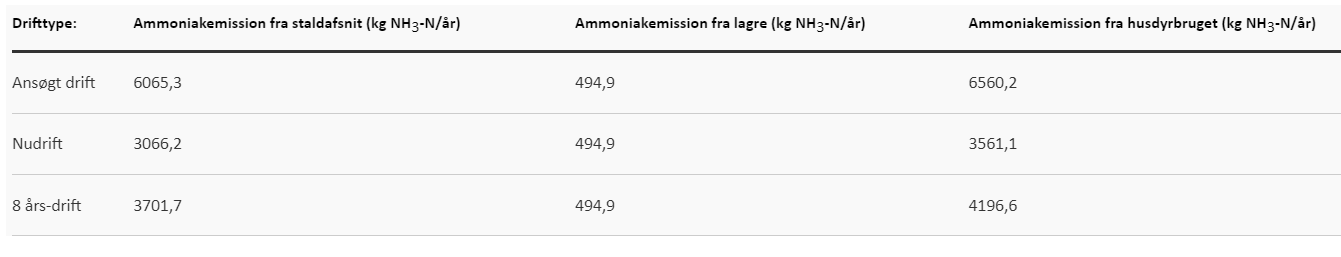 Drifttype: Ammoniakemission fra staldafsnit (kg NH3-N/år) Ammoniakemission fra lagre (kg NH3-N/år) Ammoniakemission fra husdyrbruget (kg NH3-N/år)
Ansøgt drift 6065,3 494,9 6560,2
Nudrift 3066,2 494,9 3561,1
8 års-drift 3701,7 494,9 4196,6